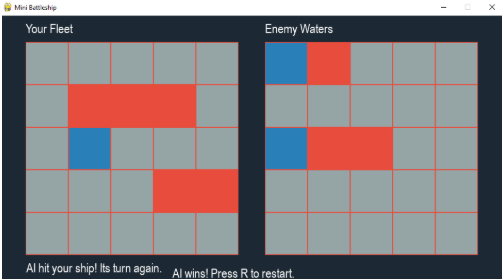 Mini Battleship
Your Fleet
Enemy Waters
AI hit your ship! Its turn again.
AI wins! Press R to restart.